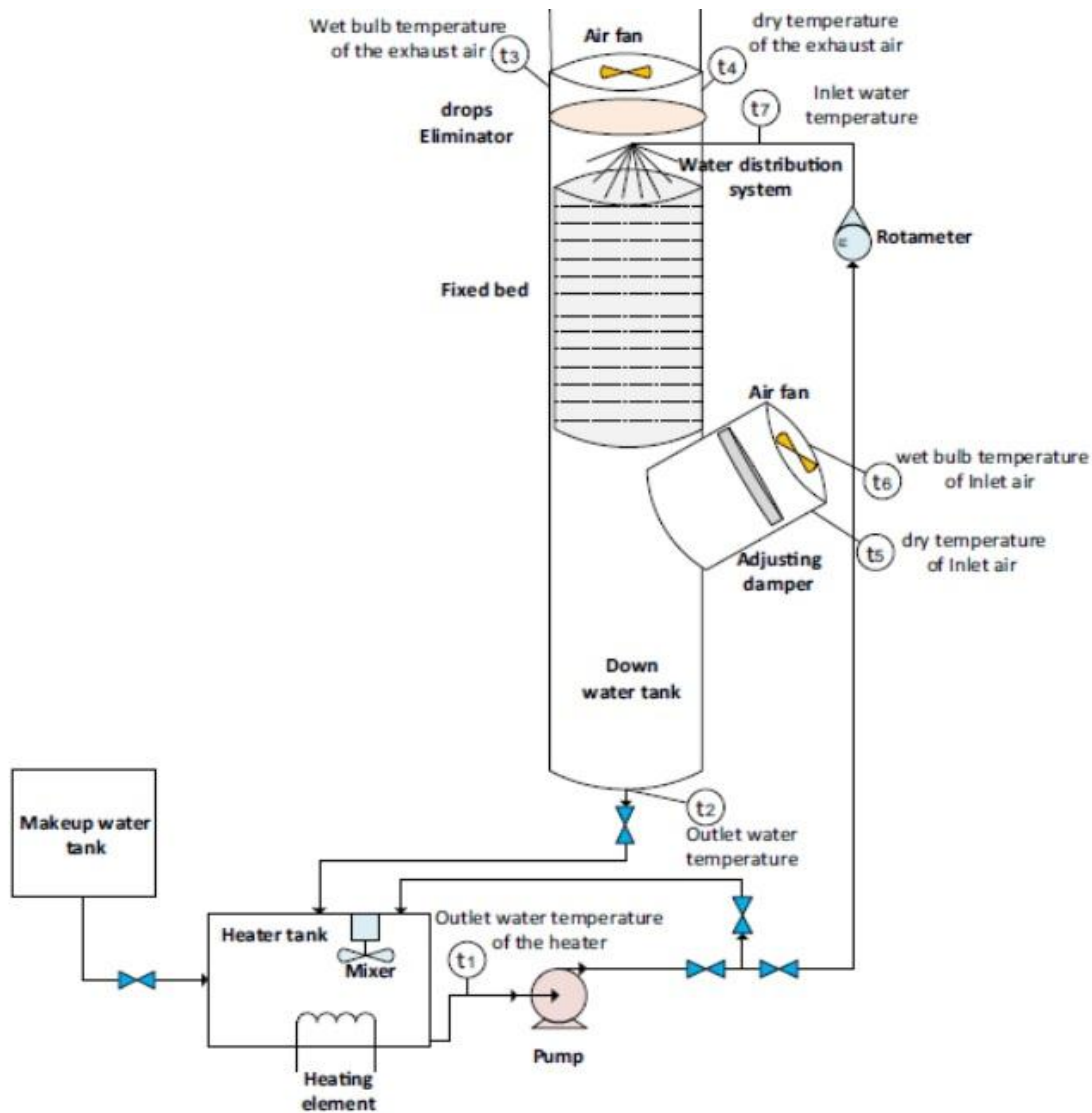 Wet bulb temperature
of the exhaust air
t3
Air fan
dry temperature
of the exhaust air
t4
drops
Eliminator
t7
Inlet water
temperature
Water distribution
system
Rotameter
Fixed bed
Air fan
t6
wet bulb temperature
of Inlet air
t5
dry temperature
of Inlet air
Adjusting
damper
Down
water tank
t2
Outlet water
temperature
Makeup water
tank
Heater tank
Mixer
Outlet water temperature
of the heater
t1
Pump
Heating
element